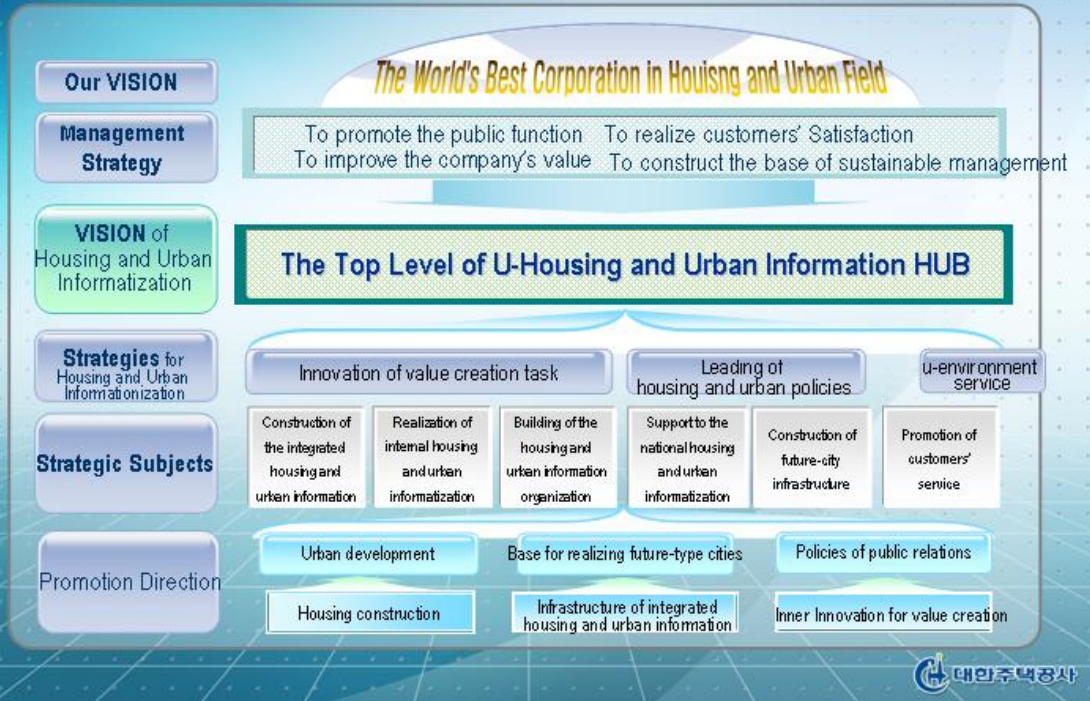 Our VISION
The World's Best Corporation in Houisng and Urban Field
Management
Strategy
To promote the public function To realize customers' Satisfaction
To improve the company's value To construct the base of sustainable management
VISION of
Housing and Urban
Informatization
The Top Level of U-Housing and Urban Information HUB
Strategies for
Housing and Urban
Informationization
Innovation of value creation task
Leading of
housing and urban policies
u-environment
service
Strategic Subjects
Construction of
the integrated
housing and
urban information
Realization of
internal housing
and urban
informatization
Building of the
housing and
urban information
organization
Support to the
national housing
and urban
informatization
Construction of
future-city
infrastructure
Promotion of
customers'
service
Promotion Direction
Urban development
Base for realizing future-type cities
Policies of public relations
Housing construction
Infrastructure of integrated
housing and urban information
Inner Innovation for value creation
대한주택공사